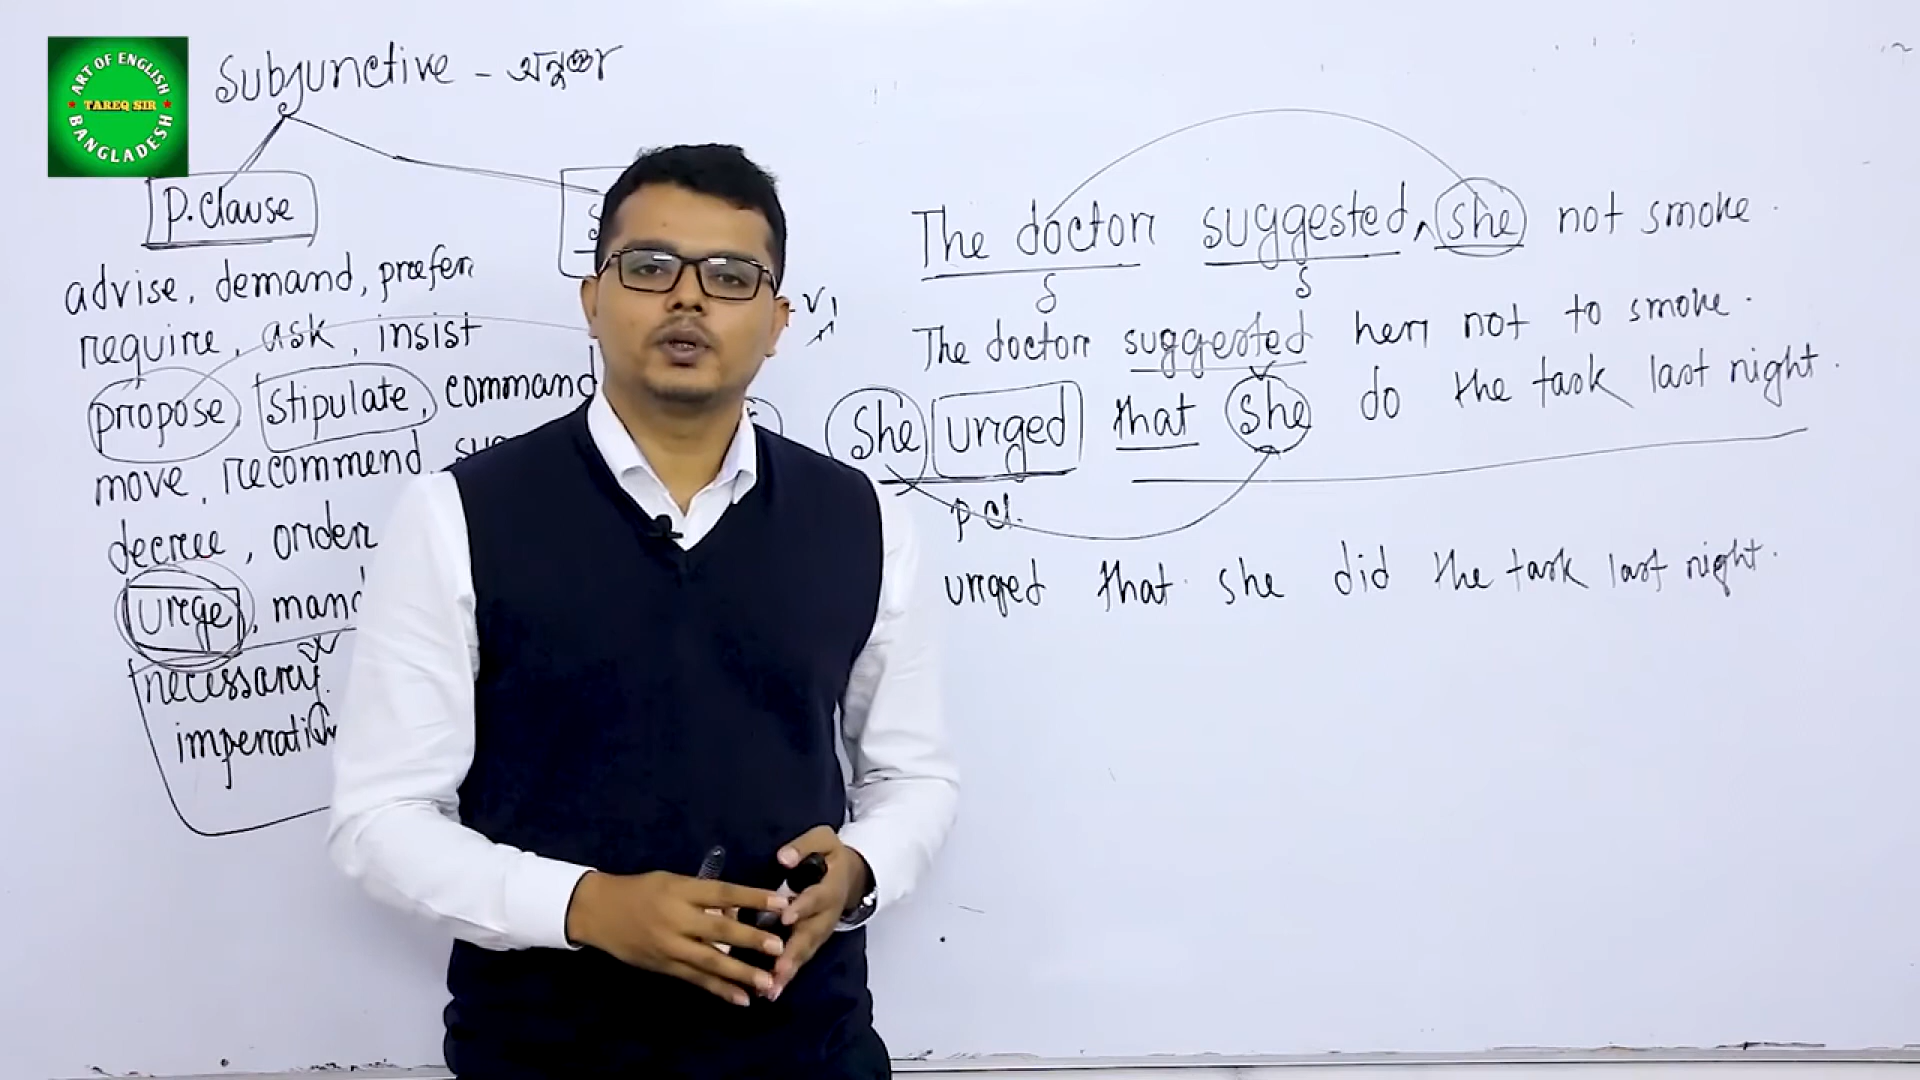 ART OF ENGLISH
TAREQ SIR
BANGLADESH
Subjunctive - অনুজ্ঞা
P. Clause
advise, demand, prefer
require, ask, insist
propose, stipulate, command
move, recommend,
decree, order
urge,
necessary.
V1
The doctor suggested ^ she not smoke.
S S
The doctor suggested her not to smoke.
She urged that she do the task last night.
P cl.
urged that she did the task last night.